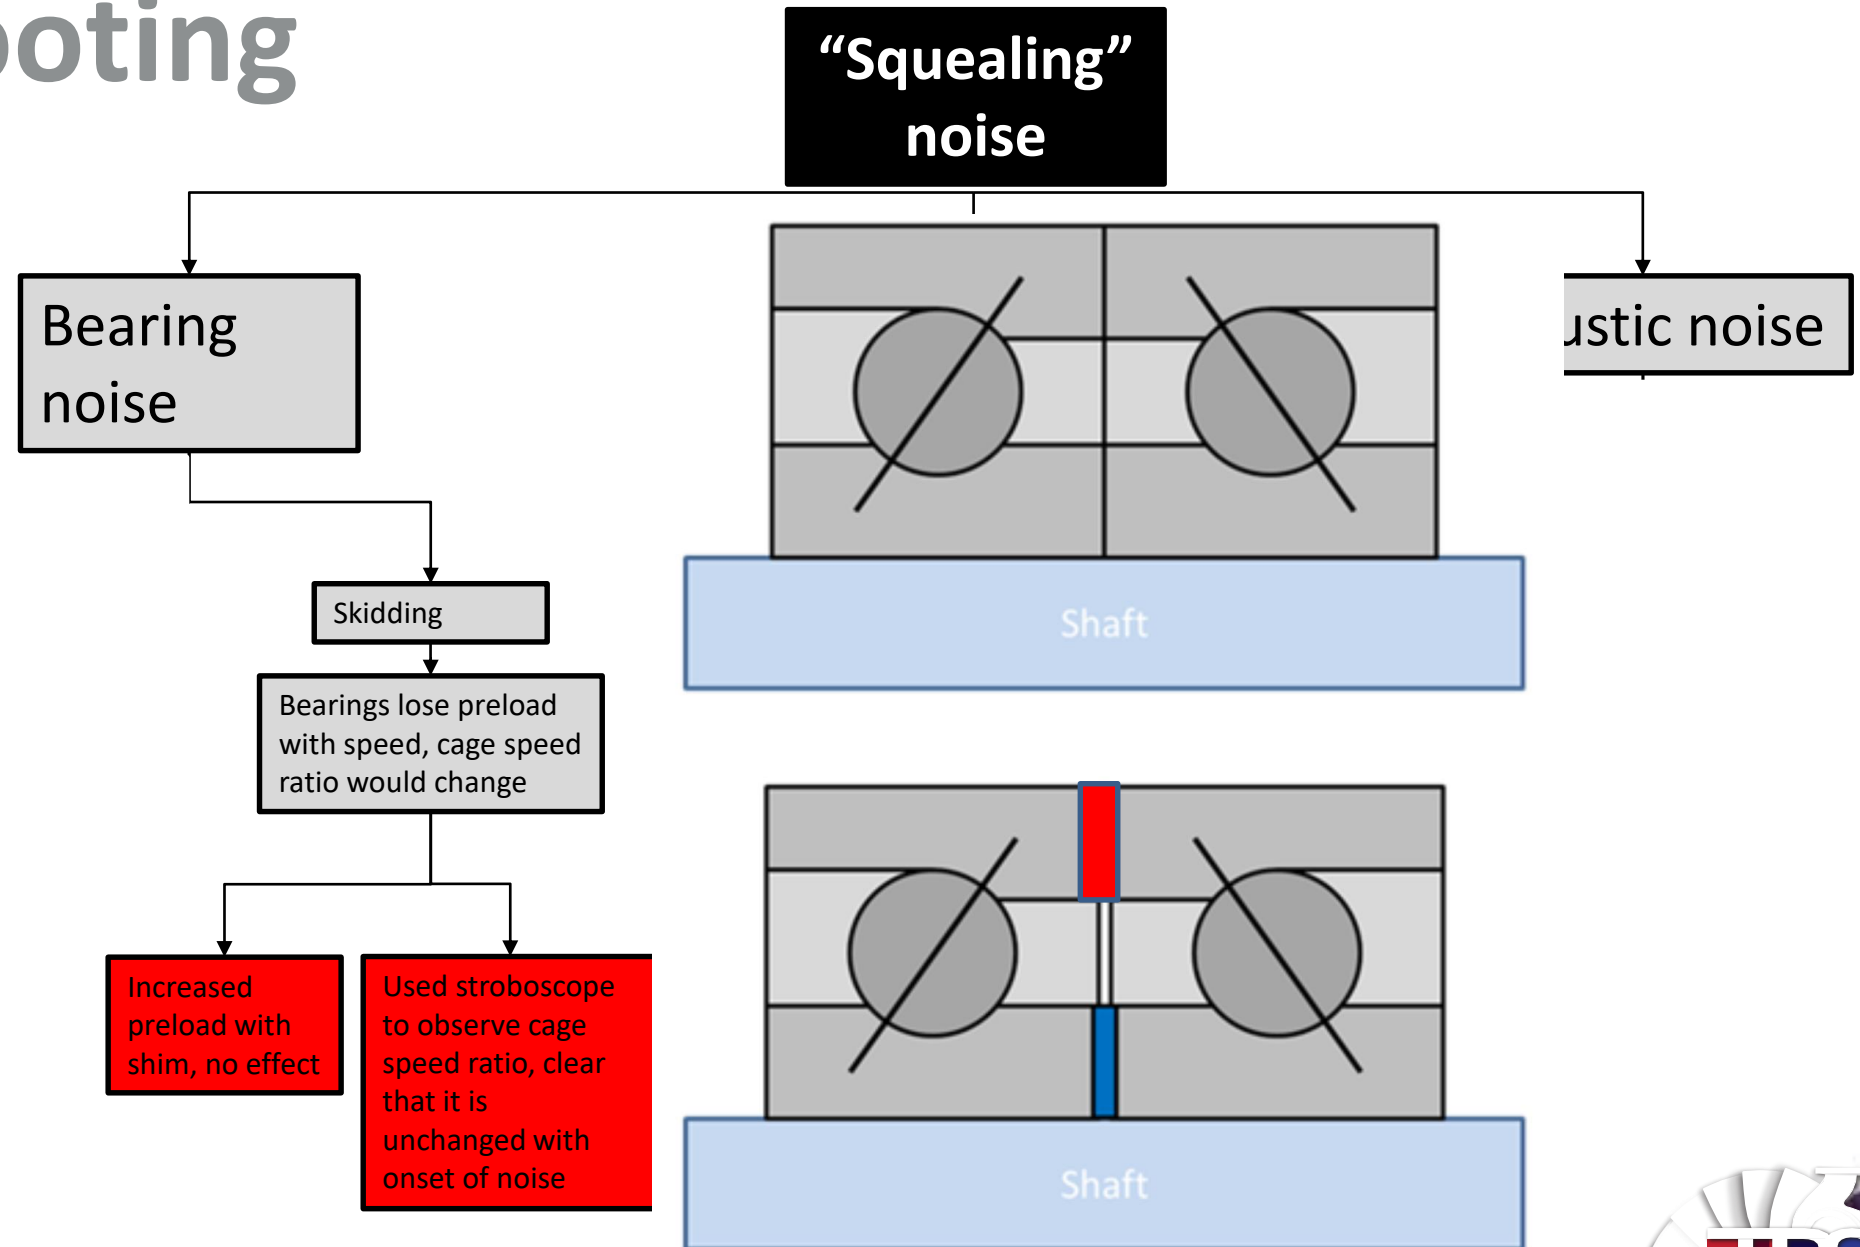 ooting
“Squealing”
noise
Bearing
noise
ustic noise
Skidding
Bearings lose preload
with speed, cage speed
ratio would change
Increased
preload with
shim, no effect
Used stroboscope
to observe cage
speed ratio, clear
that it is
unchanged with
onset of noise
Shaft
Shaft